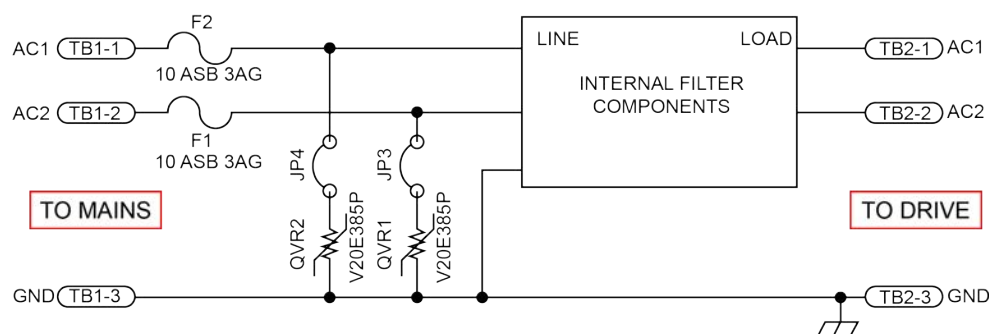 F2
AC1 TB1-1
10 ASB 3AG
AC2 TB1-2
F1
10 ASB 3AG
LINE
LOAD
INTERNAL FILTER
COMPONENTS
TB2-1 AC1
TB2-2 AC2
JP4
JP3
TO MAINS
TO DRIVE
QVR2
V20E385P
QVR1
V20E385P
GND TB1-3
TB2-3 GND